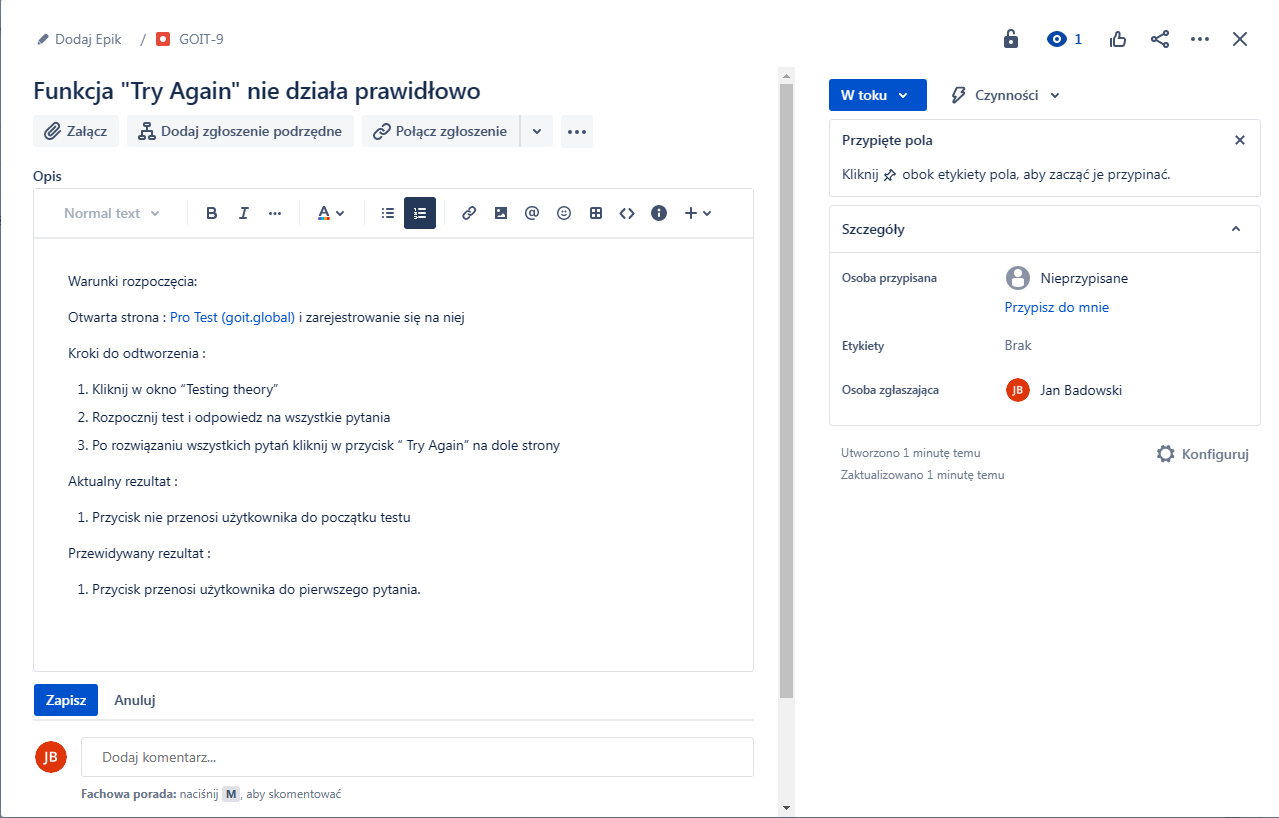 Dodaj Epik / GOIT-9
1
Funkcja "Try Again" nie działa prawidłowo
Załącz
Dodaj zgłoszenie podrzędne
Połącz zgłoszenie
Opis
Normal text
B I A
Warunki rozpoczęcia:
Otwarta strona : Pro Test (goit.global) i zarejestrowanie się na niej
Kroki do odtworzenia :
1. Kliknij w okno “Testing theory”
2. Rozpocznij test i odpowiedz na wszystkie pytania
3. Po rozwiązaniu wszystkich pytań kliknij w przycisk “ Try Again” na dole strony
Aktualny rezultat :
1. Przycisk nie przenosi użytkownika do początku testu
Przewidywany rezultat :
1. Przycisk przenosi użytkownika do pierwszego pytania.
Zapisz
Anuluj
JB
Dodaj komentarz...
Fachowa porada: naciśnij M, aby skomentować
W toku
Czynności
Przypięte pola
Kliknij obok etykiety pola, aby zacząć je przypinać.
Szczegóły
Osoba przypisana
Nieprzypisane
Przypisz do mnie
Etykiety
Brak
Osoba zgłaszająca
JB
Jan Badowski
Utworzono 1 minutę temu
Zaktualizowano 1 minutę temu
Konfiguruj